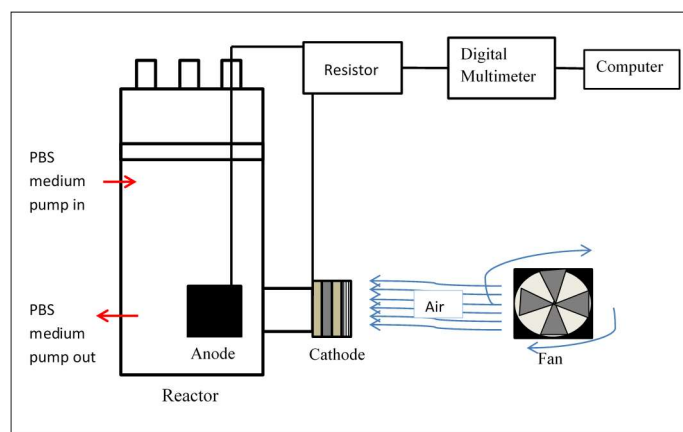 Resistor
Digital
Multimeter
Computer
PBS
medium
pump in
PBS
medium
pump out
Anode
Cathode
Air
Fan
Reactor